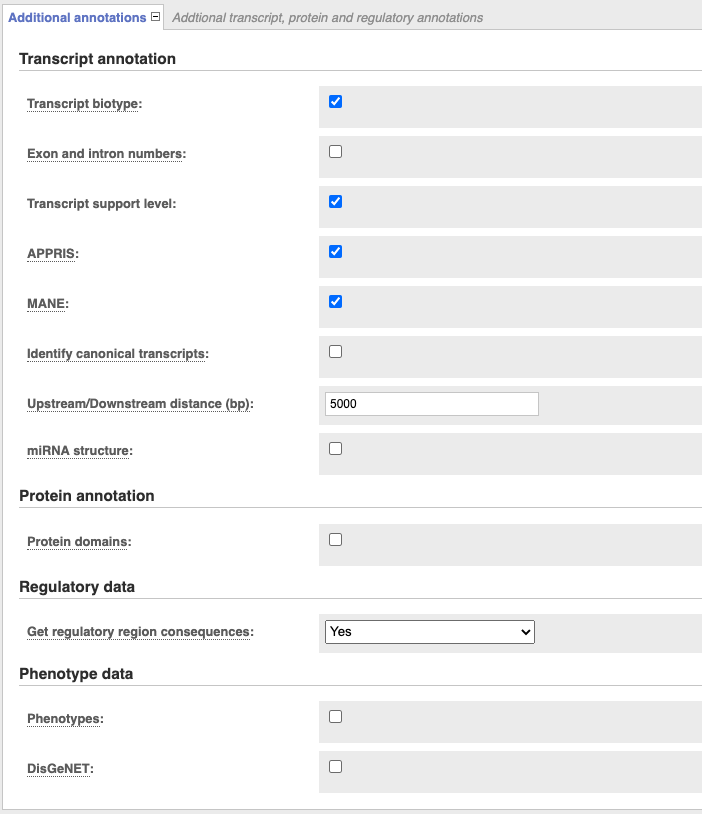 Additional annotations Addtional transcript, protein and regulatory annotations
Transcript annotation
Transcript biotype:
Exon and intron numbers:
Transcript support level:
APPRIS:
MANE:
Identify canonical transcripts:
Upstream/Downstream distance (bp): 5000
miRNA structure:
Protein annotation
Protein domains:
Regulatory data
Get regulatory region consequences: Yes
Phenotype data
Phenotypes:
DisGeNET: